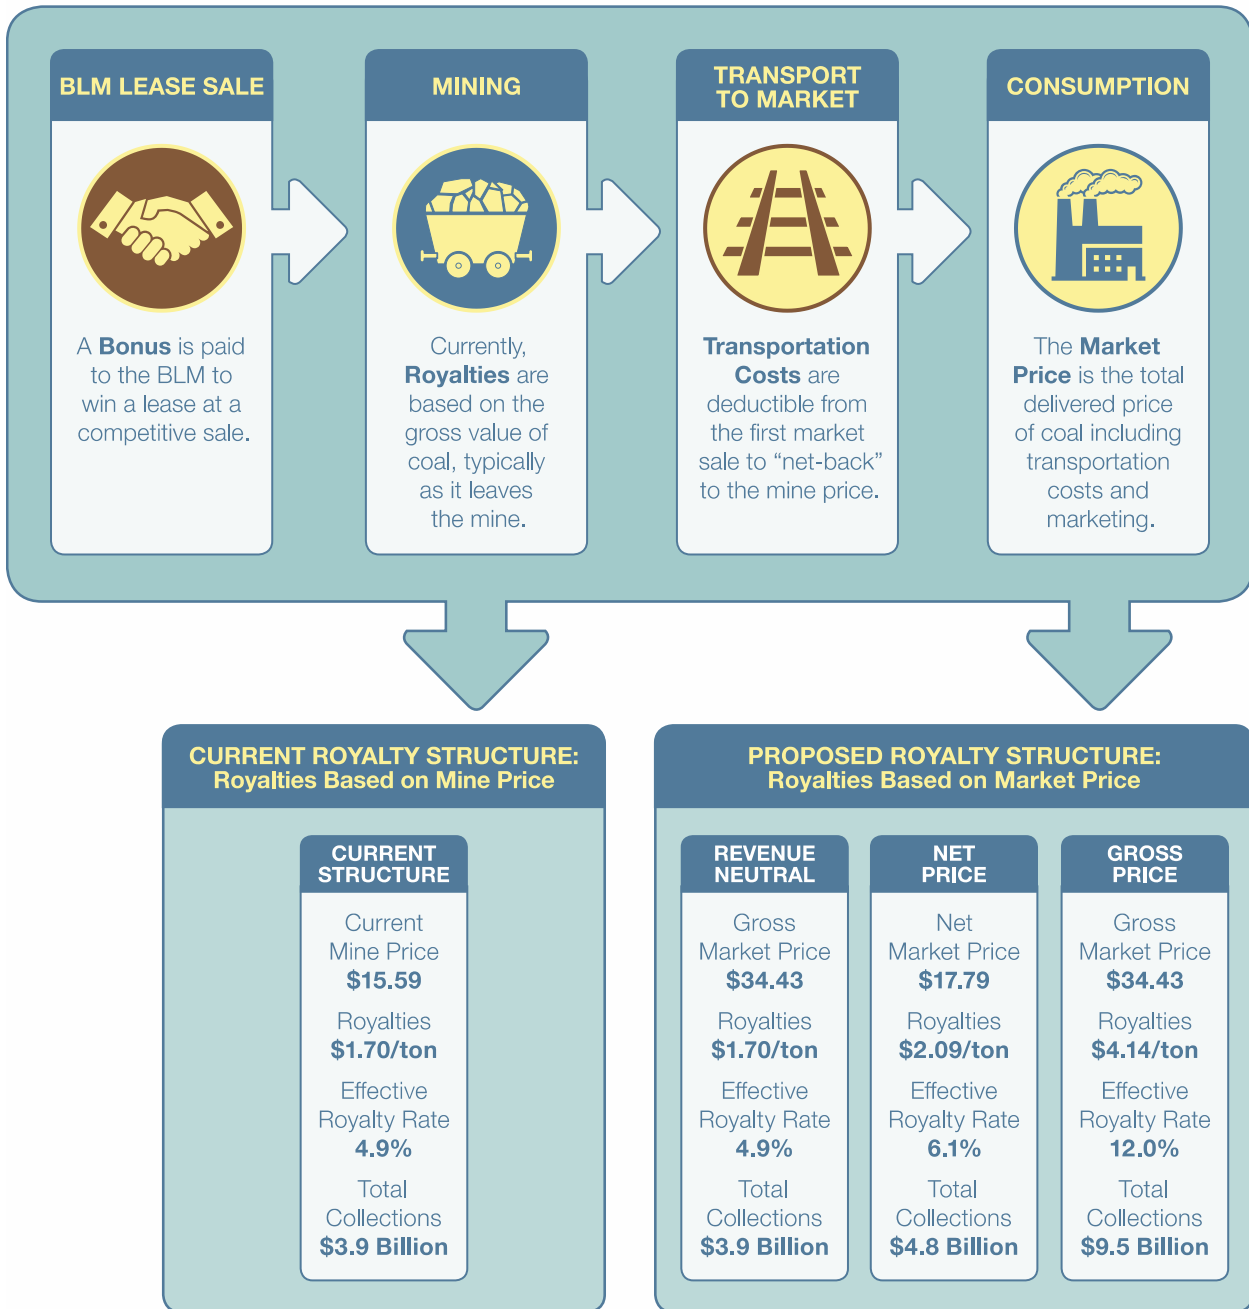 BLM LEASE SALE
A Bonus is paid
to the BLM to
win a lease at a
competitive sale.
MINING
Currently,
Royalties are
based on the
gross value of
coal, typically
as it leaves
the mine.
TRANSPORT
TO MARKET
Transportation
Costs are
deductible from
the first market
sale to “net-back”
to the mine price.
CONSUMPTION
The Market
Price is the total
delivered price
of coal including
transportation
costs and
marketing.
CURRENT ROYALTY STRUCTURE:
Royalties Based on Mine Price
CURRENT
STRUCTURE
Current
Mine Price
$15.59
Royalties
$1.70/ton
Effective
Royalty Rate
4.9%
Total
Collections
$3.9 Billion
PROPOSED ROYALTY STRUCTURE:
Royalties Based on Market Price
REVENUE
NEUTRAL
Gross
Market Price
$34.43
Royalties
$1.70/ton
Effective
Royalty Rate
4.9%
Total
Collections
$3.9 Billion
NET
PRICE
Net
Market Price
$17.79
Royalties
$2.09/ton
Effective
Royalty Rate
6.1%
Total
Collections
$4.8 Billion
GROSS
PRICE
Gross
Market Price
$34.43
Royalties
$4.14/ton
Effective
Royalty Rate
12.0%
Total
Collections
$9.5 Billion